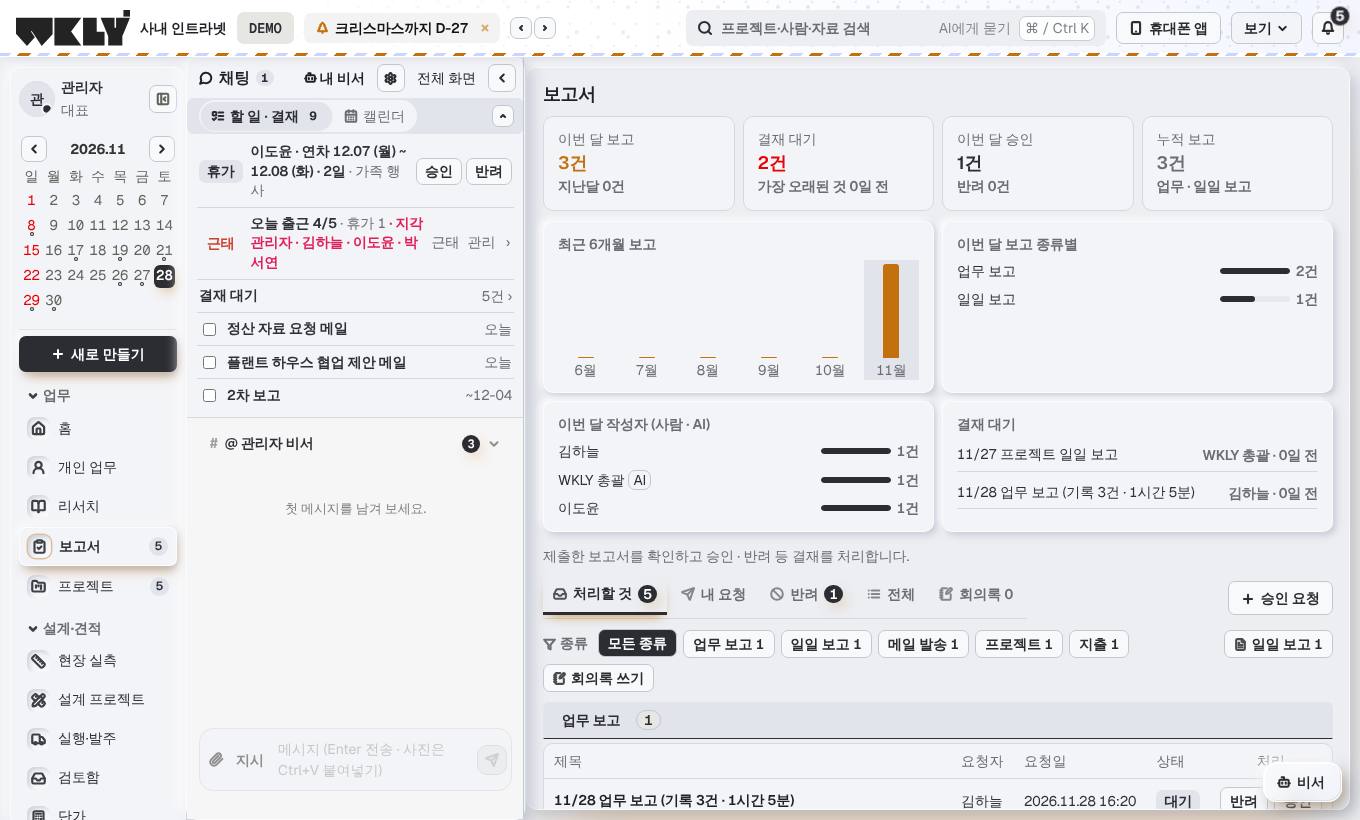 WKLY 사내 인트라넷 DEMO 크리스마스까지 D-27 × 프로젝트·사람·자료 검색 AI에게 묻기 ⌘ / Ctrl K 휴대폰 앱 보기 5
관 관리자
대표
2026.11
일 월 화 수 목 금 토
1 2 3 4 5 6 7
8 9 10 11 12 13 14
15 16 17 18 19 20 21
22 23 24 25 26 27 28
29 30
+ 새로 만들기
업무
홈
개인 업무
리서치
보고서 5
프로젝트 5
설계·견적
현장 실측
설계 프로젝트
실행·발주
검토함
단가
채팅 1 내 비서 전체 화면
할 일 · 결재 9 캘린더
휴가 이도윤 · 연차 12.07 (월) ~
12.08 (화) · 2일 · 가족 행
사
승인 반려
근태 오늘 출근 4/5 · 휴가 1 · 지각
관리자 · 김하늘 · 이도윤 · 박
서연
근태 관리 ›
결재 대기 5건 ›
정산 자료 요청 메일 오늘
플랜트 하우스 협업 제안 메일 오늘
2차 보고 ~12-04
# @ 관리자 비서 3
첫 메시지를 남겨 보세요.
지시 메시지 (Enter 전송 · 사진은
Ctrl+V 붙여넣기)
보고서
이번 달 보고
3건
지난달 0건
결재 대기
2건
가장 오래된 것 0일 전
이번 달 승인
1건
반려 0건
누적 보고
3건
업무 · 일일 보고
최근 6개월 보고
6월 7월 8월 9월 10월 11월
이번 달 보고 종류별
업무 보고 2건
일일 보고 1건
이번 달 작성자 (사람 · AI)
김하늘 1건
WKLY 총괄 AI 1건
이도윤 1건
결재 대기
11/27 프로젝트 일일 보고 WKLY 총괄 · 0일 전
11/28 업무 보고 (기록 3건 · 1시간 5분) 김하늘 · 0일 전
제출한 보고서를 확인하고 승인 · 반려 등 결재를 처리합니다.
처리할 것 5 내 요청 반려 1 전체 회의록 0 + 승인 요청
종류 모든 종류 업무 보고 1 일일 보고 1 메일 발송 1 프로젝트 1 지출 1 일일 보고 1
회의록 쓰기
업무 보고 1
제목 요청자 요청일 상태 처리
11/28 업무 보고 (기록 3건 · 1시간 5분) 김하늘 2026.11.28 16:20 대기 반려 승인
비서